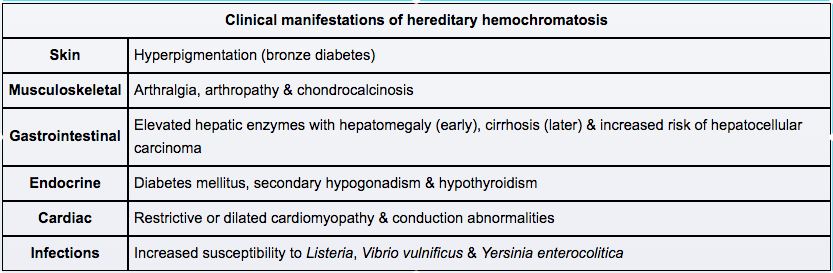 Clinical manifestations of hereditary hemochromatosis
Skin Hyperpigmentation (bronze diabetes)
Musculoskeletal Arthralgia, arthropathy & chondrocalcinosis
Gastrointestinal Elevated hepatic enzymes with hepatomegaly (early), cirrhosis (later) & increased risk of hepatocellular
carcinoma
Endocrine Diabetes mellitus, secondary hypogonadism & hypothyroidism
Cardiac Restrictive or dilated cardiomyopathy & conduction abnormalities
Infections Increased susceptibility to Listeria, Vibrio vulnificus & Yersinia enterocolitica